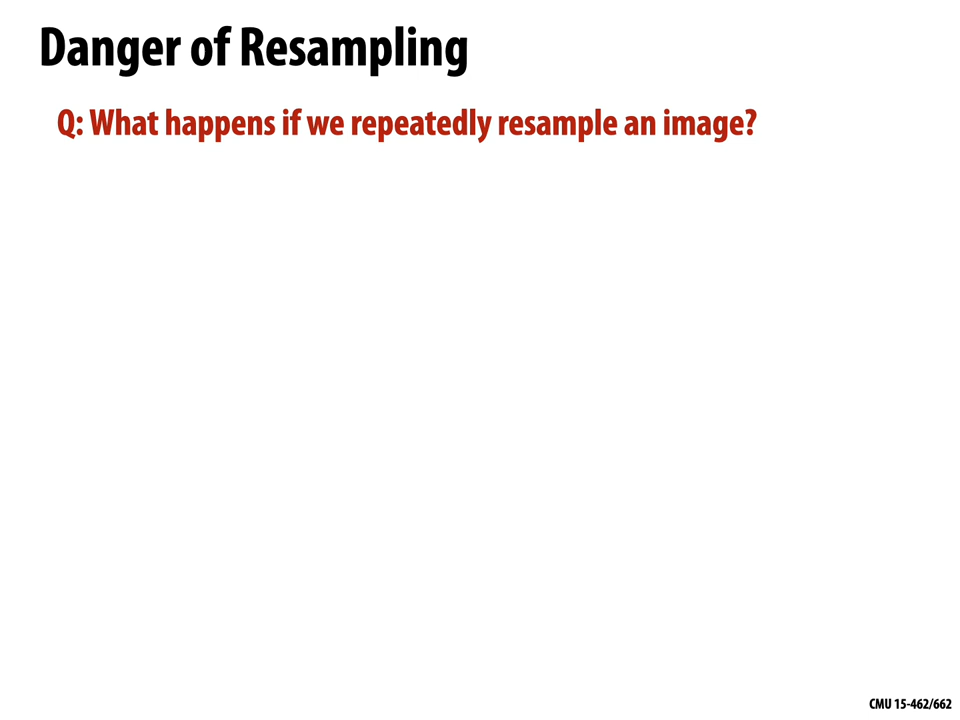 Danger of Resampling
Q: What happens if we repeatedly resample an image?
CMU 15-462/662